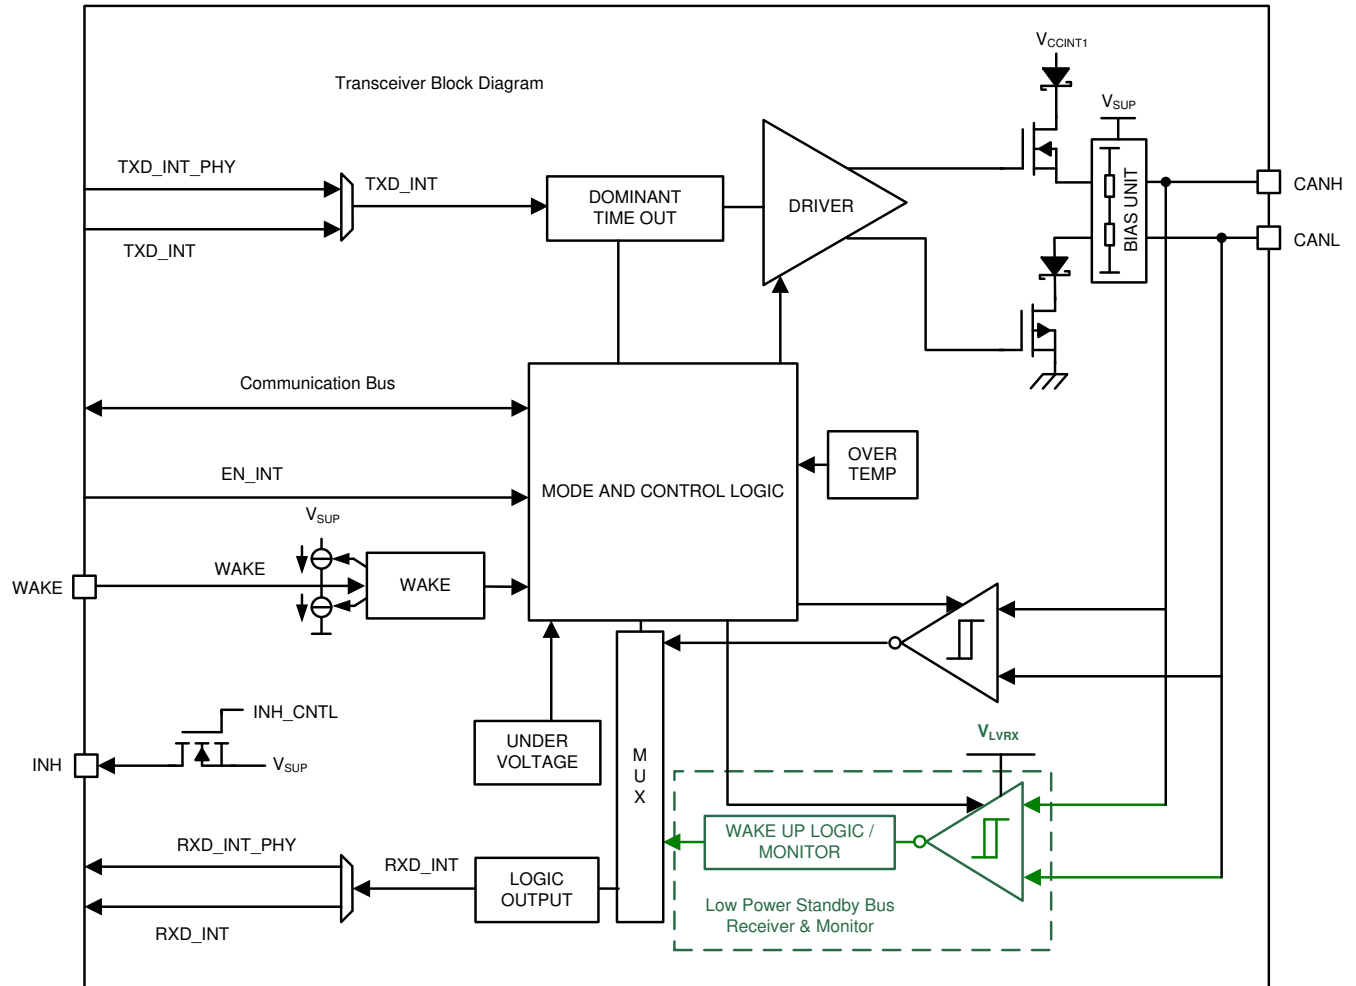 Transceiver Block Diagram
VCCINT1
VSUP
TXD_INT_PHY
TXD_INT
TXD_INT
DOMINANT
TIME OUT
DRIVER
BIAS UNIT
CANH
CANL
Communication Bus
EN_INT
MODE AND CONTROL LOGIC
OVER
TEMP
VSUP
WAKE
WAKE
WAKE
INH_CNTL
INH
VSUP
UNDER
VOLTAGE
M
U
X
VLVRX
WAKE UP LOGIC /
MONITOR
Low Power Standby Bus
Receiver & Monitor
RXD_INT_PHY
RXD_INT
LOGIC
OUTPUT
RXD_INT